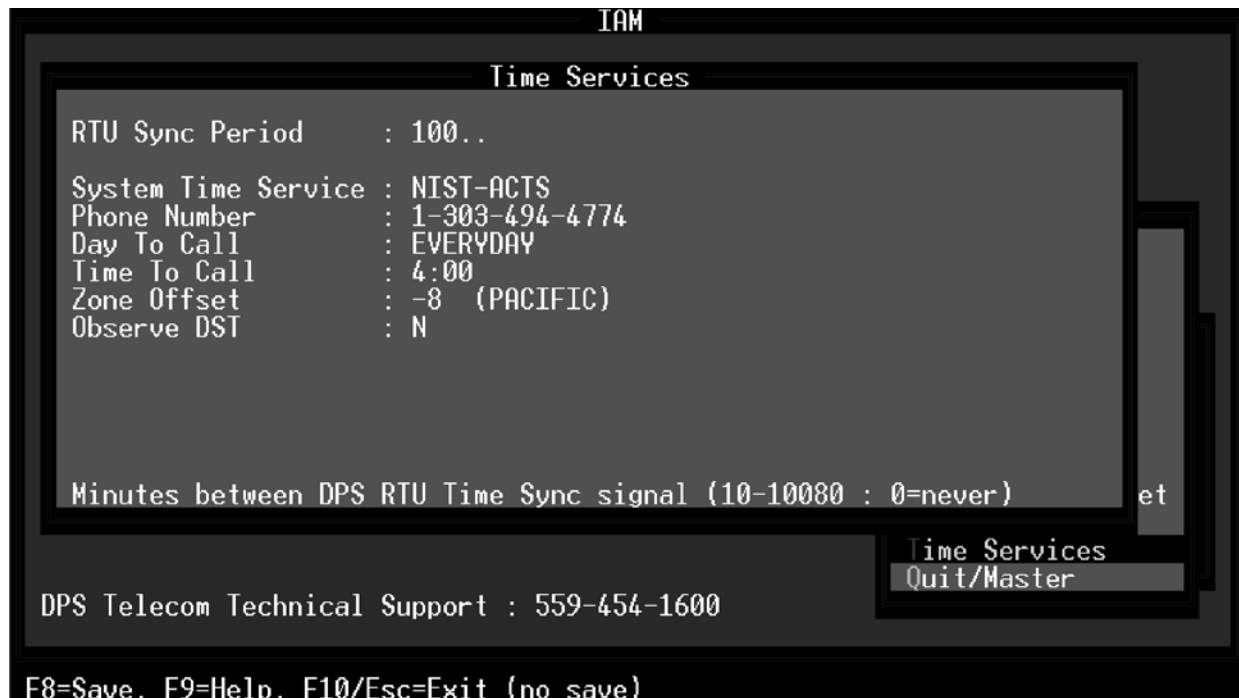 IAM
Time Services
RTU Sync Period : 100..
System Time Service : NIST-ACTS
Phone Number : 1-303-494-4774
Day To Call : EVERYDAY
Time To Call : 4:00
Zone Offset : -8 (PACIFIC)
Observe DST : N
Minutes between DPS RTU Time Sync signal (10-10080 : 0=never)
et
Time Services
Quit/Master
DPS Telecom Technical Support : 559-454-1600
F8=Save, F9=Help, F10/Esc=Exit (no save)